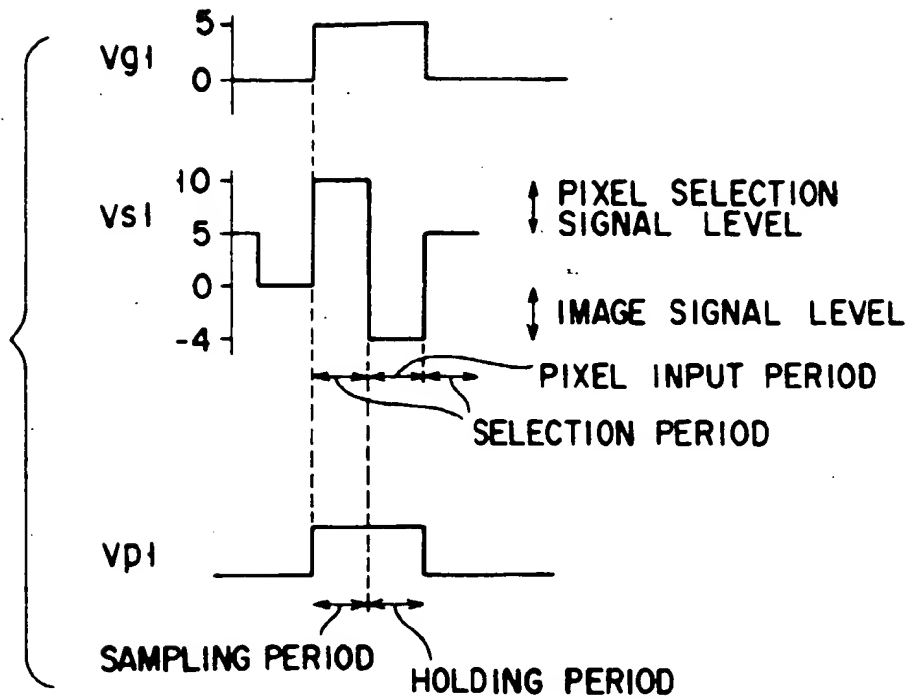 5
Vg1
0
10
Vs1
5
0
-4
PIXEL SELECTION
SIGNAL LEVEL
IMAGE SIGNAL LEVEL
PIXEL INPUT PERIOD
SELECTION PERIOD
Vp1
SAMPLING PERIOD
HOLDING PERIOD